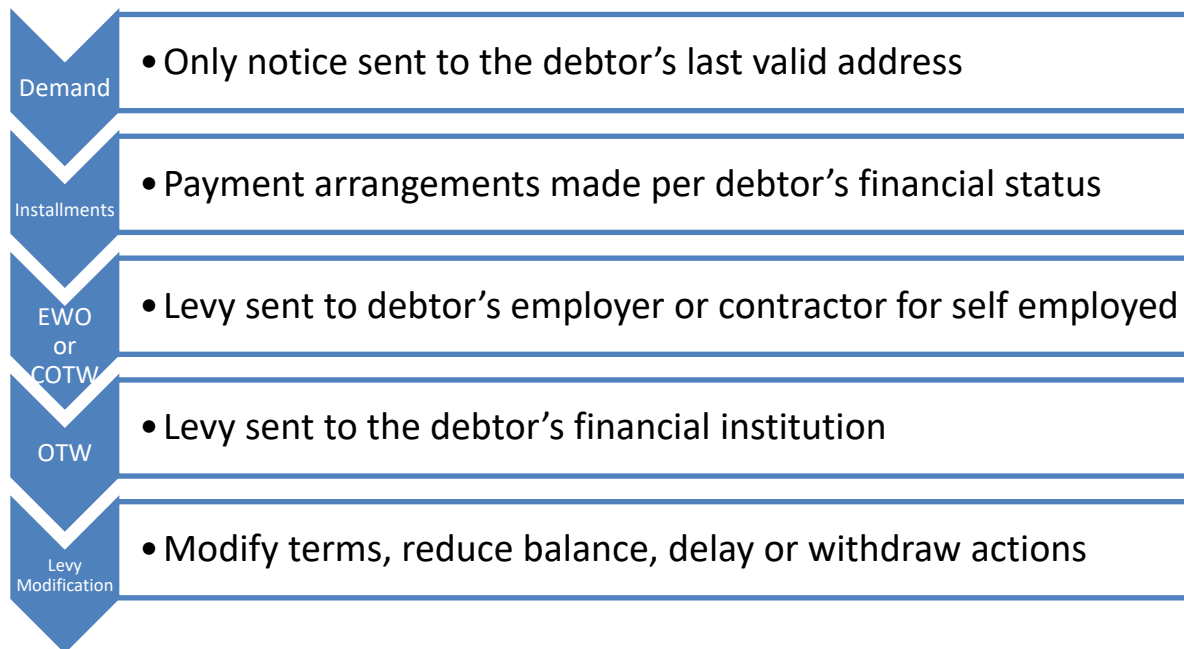 Demand
• Only notice sent to the debtor’s last valid address
Installments
• Payment arrangements made per debtor’s financial status
EWO
or
COTW
• Levy sent to debtor’s employer or contractor for self employed
OTW
• Levy sent to the debtor’s financial institution
Levy
Modification
• Modify terms, reduce balance, delay or withdraw actions